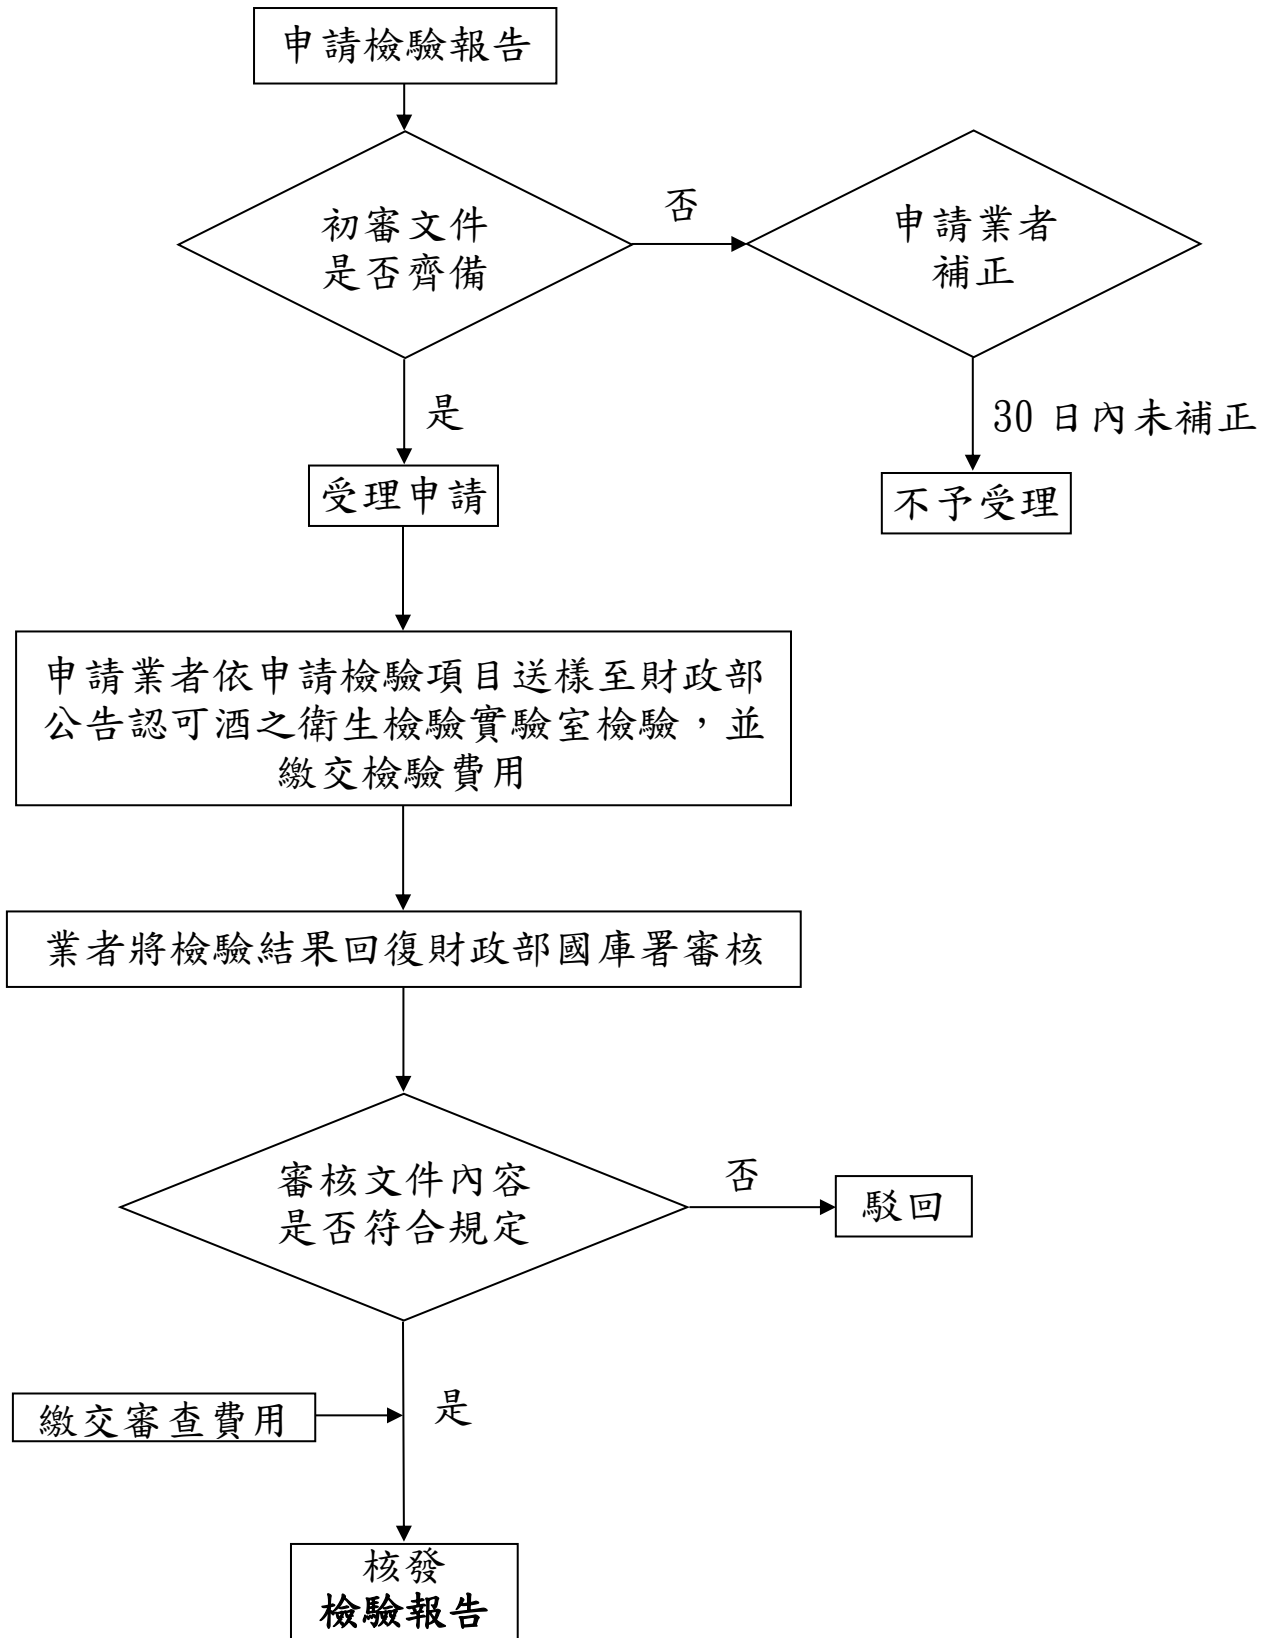 申請檢驗報告
初審文件
是否齊備
否
申請業者
補正
是
30 日內未補正
受理申請
不予受理
申請業者依申請檢驗項目送樣至財政部
公告認可酒之衛生檢驗實驗室檢驗，並
繳交檢驗費用
業者將檢驗結果回復財政部國庫署審核
審核文件內容
是否符合規定
否
駁回
繳交審查費用
是
核發
檢驗報告